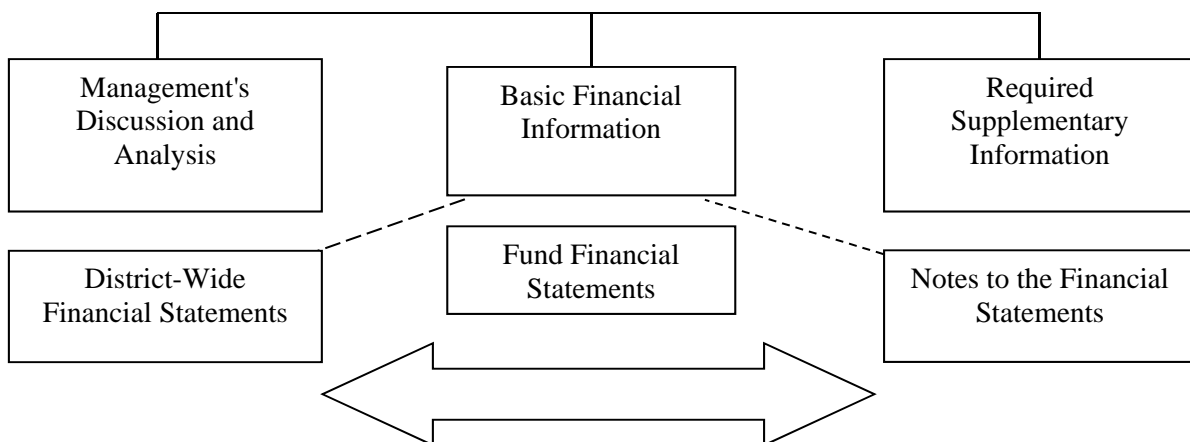 Management's
Discussion and
Analysis
Basic Financial
Information
Required
Supplementary
Information
District-Wide
Financial Statements
Fund Financial
Statements
Notes to the Financial
Statements